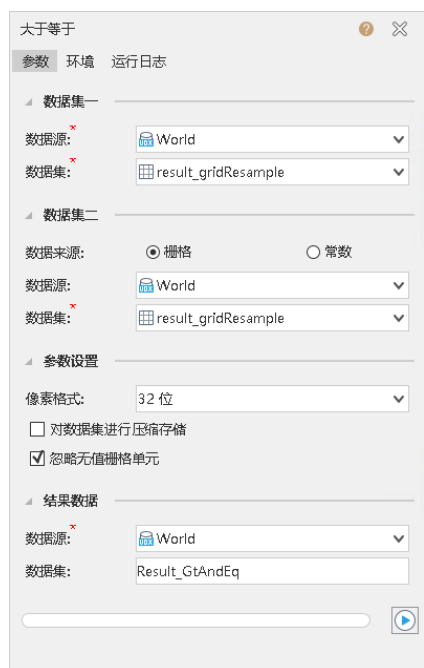 大于等于
参数 环境 运行日志
数据集一
数据源:* World
数据集:* result_gridResample
数据集二
数据来源: 栅格 常数
数据源: World
数据集:* result_gridResample
参数设置
像素格式: 32 位
对数据集进行压缩存储
忽略无值栅格单元
结果数据
数据源:* World
数据集: Result_GtAndEq